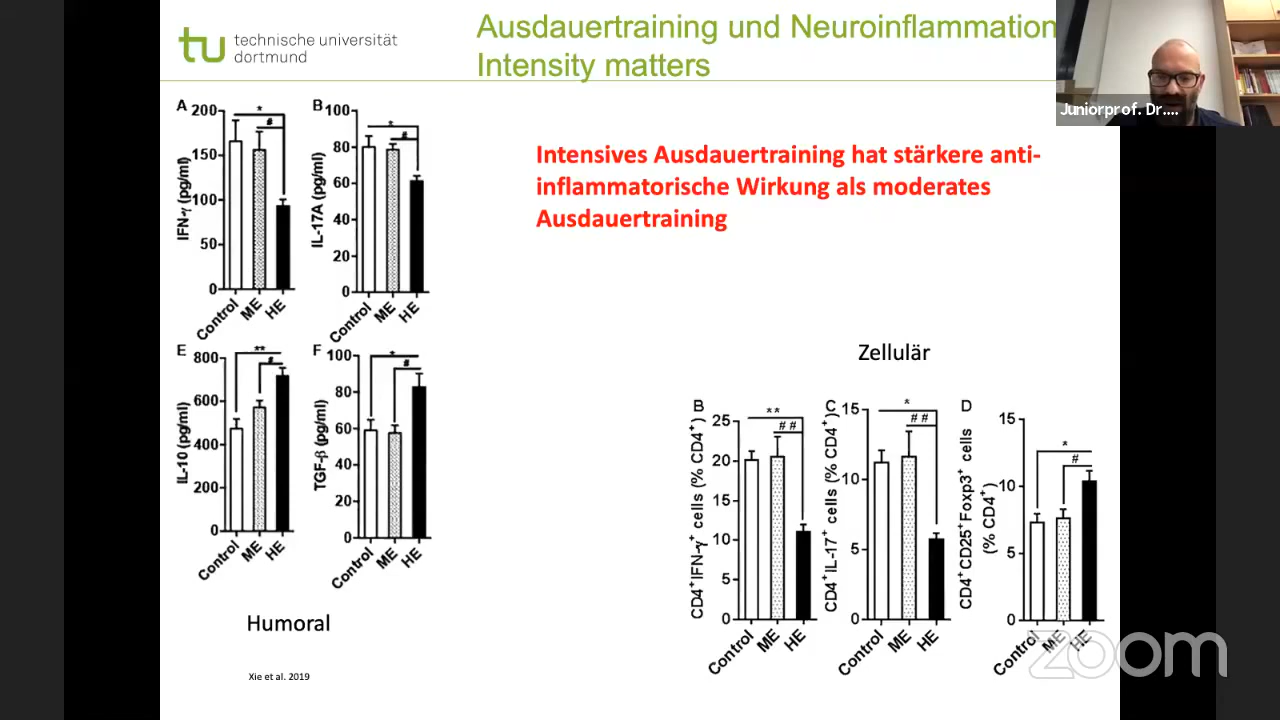 tu technische universität
dortmund
Ausdauertraining und Neuroinflammation
Intensity matters
Juniorprof. Dr....
Intensives Ausdauertraining hat stärkere anti-
inflammatorische Wirkung als moderates
Ausdauertraining
A
IFN-γ (pg/ml)
200
150
100
50
0
*
#
Control
ME
HE
B
IL-17A (pg/ml)
100
80
60
40
20
0
*
#
Control
ME
HE
E
IL-10 (pg/ml)
800
600
400
200
0
**
#
Control
ME
HE
F
TGF-β (pg/ml)
100
80
60
40
20
0
*
#
Control
ME
HE
Humoral
Xie et al. 2019
Zellulär
B
CD4+IFN-γ+ cells (% CD4+)
25
20
15
10
5
0
**
##
Control
ME
HE
C
CD4+IL-17+ cells (% CD4+)
15
10
5
0
*
##
Control
ME
HE
D
CD4+CD25+Foxp3+ cells
(% CD4+)
15
10
5
0
*
#
Control
ME
HE
zoom